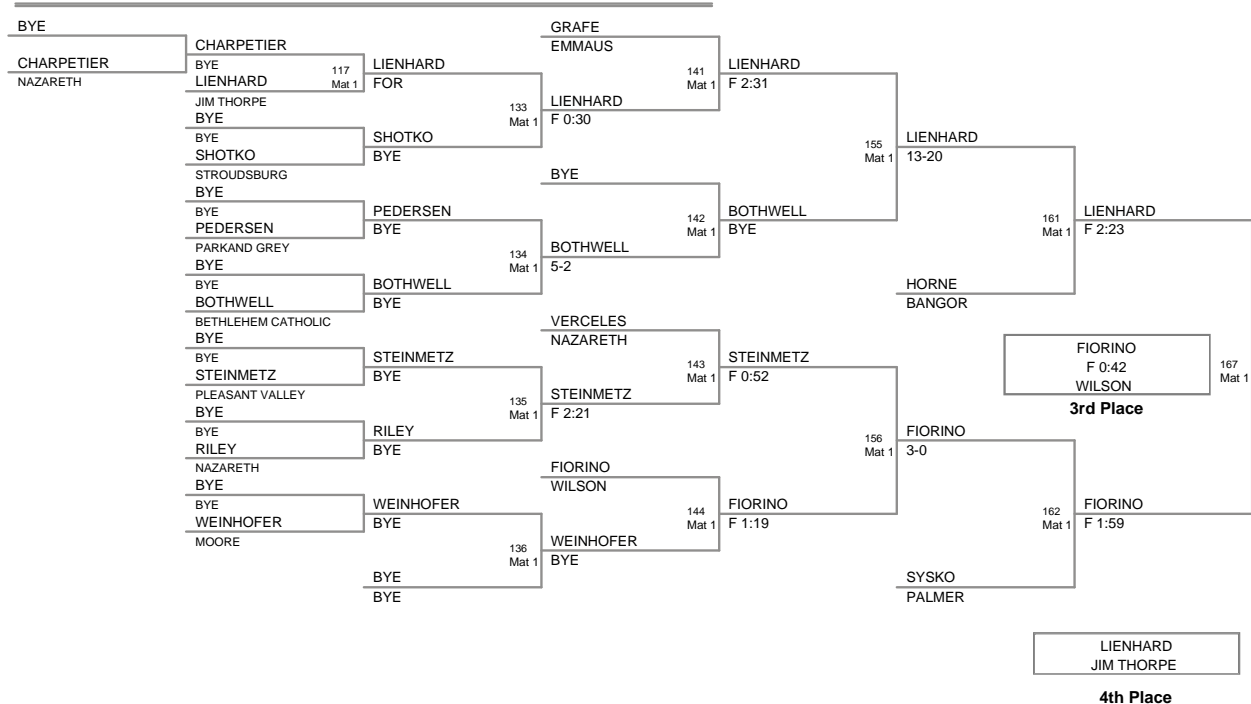 BYE
CHARPETIER
NAZARETH
CHARPETIER
BYE
LIENHARD
JIM THORPE
BYE
BYE
SHOTKO
STROUDSBURG
BYE
BYE
PEDERSEN
PARKAND GREY
BYE
BYE
BOTHWELL
BETHLEHEM CATHOLIC
BYE
BYE
STEINMETZ
PLEASANT VALLEY
BYE
BYE
RILEY
NAZARETH
BYE
BYE
WEINHOFER
MOORE
117
Mat 1
LIENHARD
FOR
SHOTKO
BYE
PEDERSEN
BYE
BOTHWELL
BYE
STEINMETZ
BYE
RILEY
BYE
WEINHOFER
BYE
BYE
BYE
133
Mat 1
134
Mat 1
135
Mat 1
136
Mat 1
GRAFE
EMMAUS
LIENHARD
F 0:30
BYE
BOTHWELL
5-2
VERCELES
NAZARETH
STEINMETZ
F 2:21
FIORINO
WILSON
WEINHOFER
BYE
141
Mat 1
142
Mat 1
143
Mat 1
144
Mat 1
LIENHARD
F 2:31
BOTHWELL
BYE
STEINMETZ
F 0:52
FIORINO
F 1:19
155
Mat 1
156
Mat 1
LIENHARD
13-20
HORNE
BANGOR
FIORINO
3-0
SYSKO
PALMER
161
Mat 1
162
Mat 1
LIENHARD
F 2:23
FIORINO
F 1:59
FIORINO
F 0:42
WILSON
3rd Place
167
Mat 1
LIENHARD
JIM THORPE
4th Place